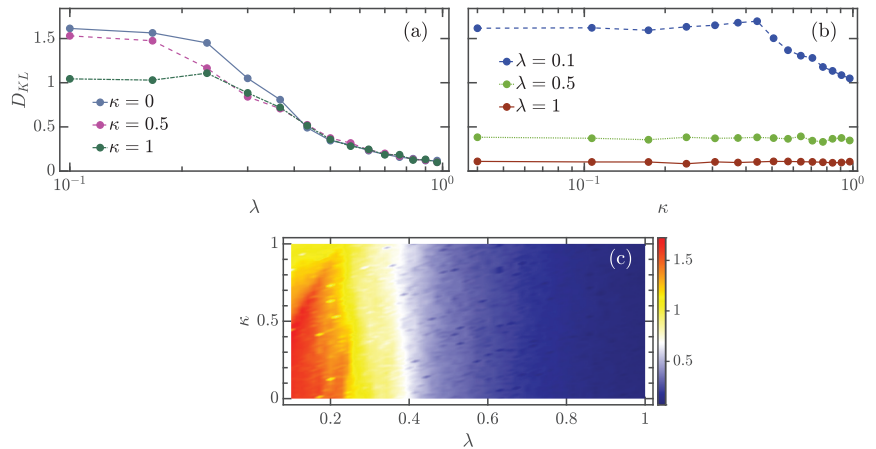 (a)
1.5
1
0.5
0
D_{KL}
κ = 0
κ = 0.5
κ = 1
10^{-1}
10^{0}
λ
(b)
λ = 0.1
λ = 0.5
λ = 1
10^{-1}
10^{0}
κ
(c)
1
0.5
0
κ
0.2
0.4
0.6
0.8
1
λ
1.5
1
0.5